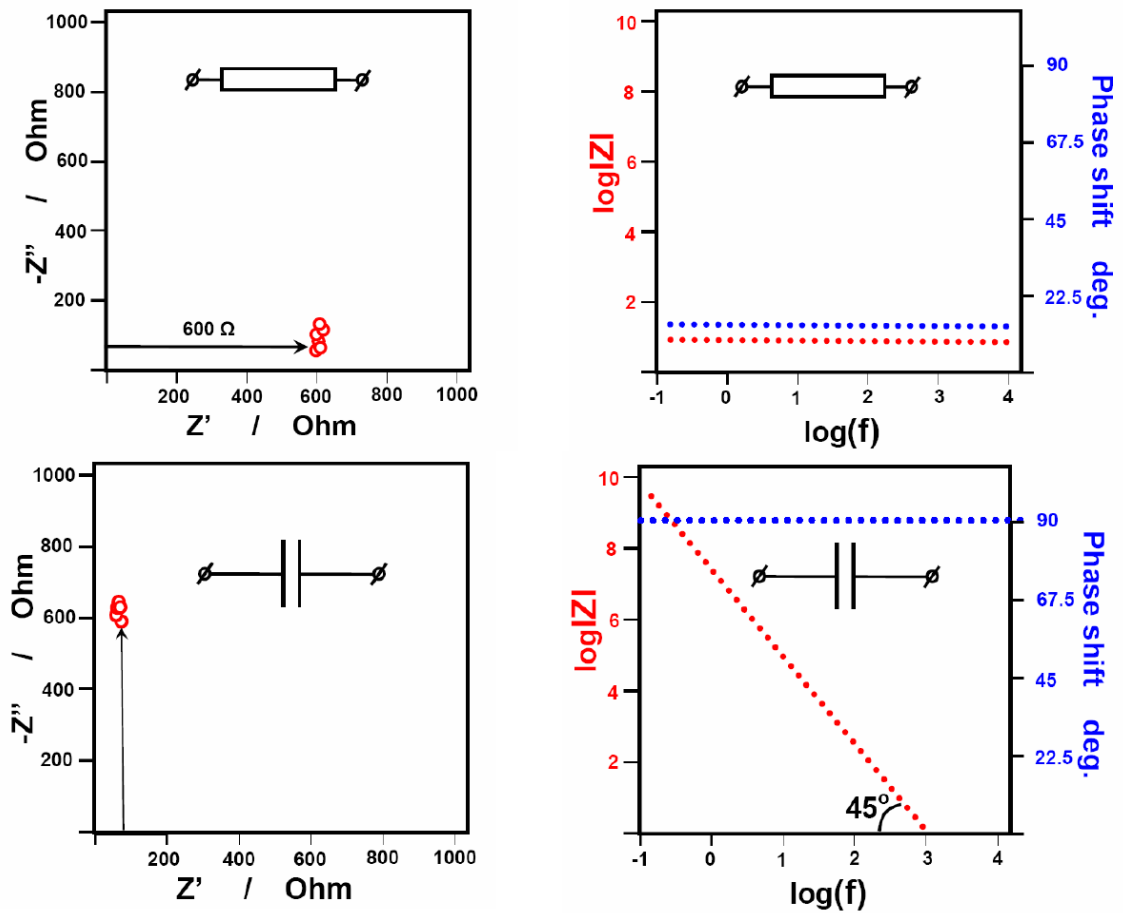 1000
800
600
400
200
-Z” / Ohm
600 Ω
200 400 600 800 1000
Z’ / Ohm
10
8
6
4
2
log|Z|
90
67.5
45
22.5
Phase shift deg.
-1 0 1 2 3 4
log(f)
1000
800
600
400
200
-Z” / Ohm
200 400 600 800 1000
Z’ / Ohm
10
8
6
4
2
log|Z|
90
67.5
45
22.5
Phase shift deg.
45º
-1 0 1 2 3 4
log(f)